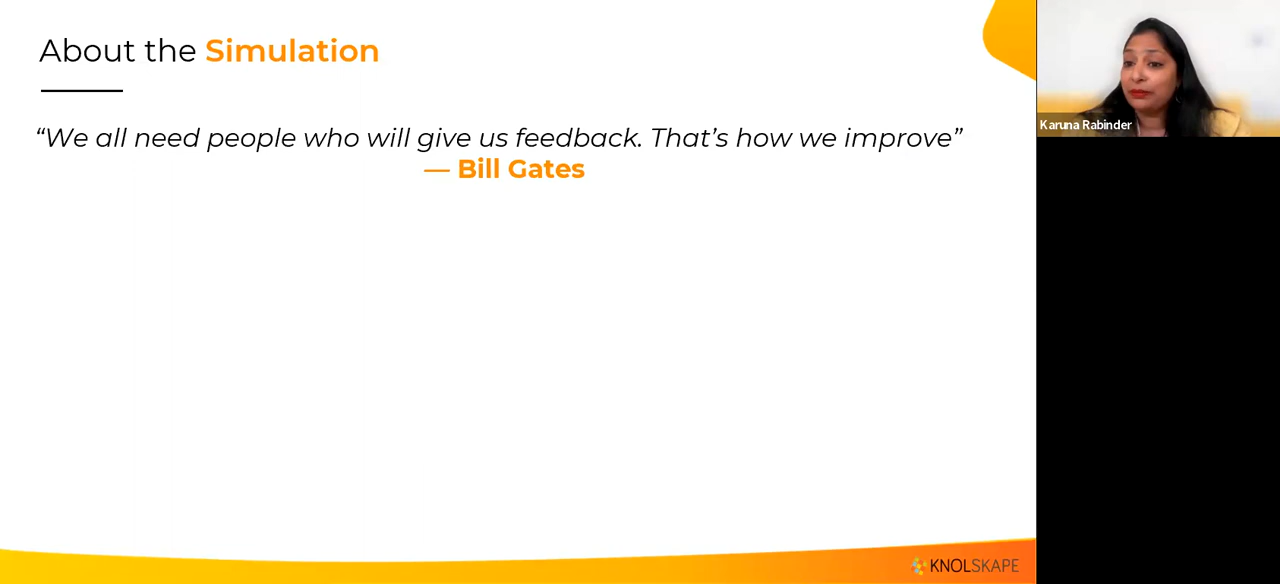 About the Simulation
“We all need people who will give us feedback. That’s how we improve”
— Bill Gates
Karuna Rabinder
KNOLSKAPE